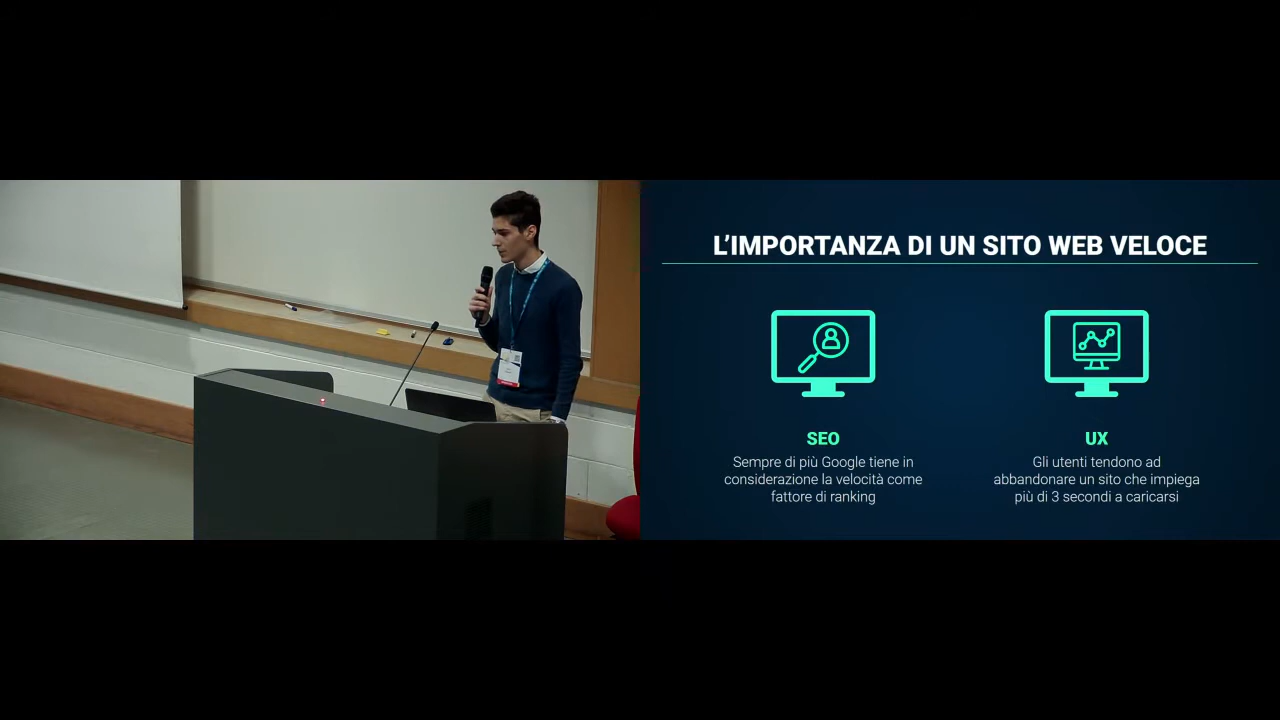 L'IMPORTANZA DI UN SITO WEB VELOCE
SEO
Sempre di più Google tiene in
considerazione la velocità come
fattore di ranking
UX
Gli utenti tendono ad
abbandonare un sito che impiega
più di 3 secondi a caricarsi